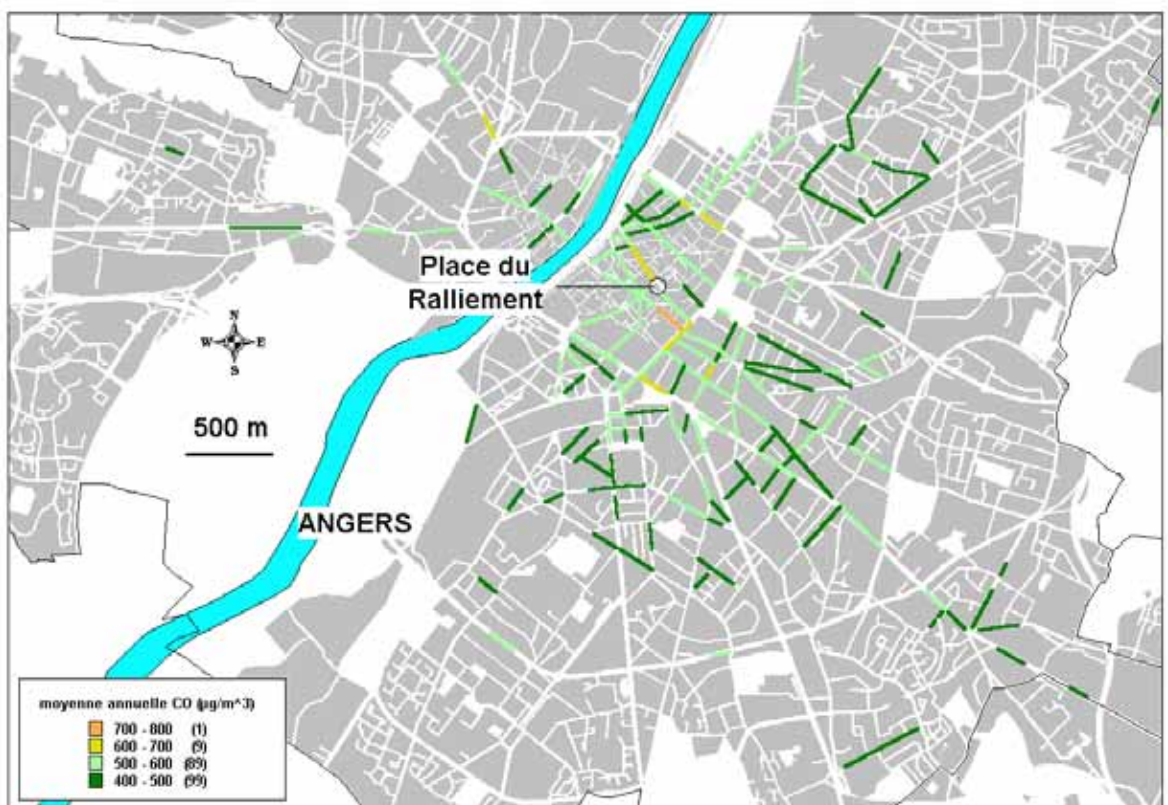 Place du
Ralliement
N
W E
S
500 m
ANGERS
moyenne annuelle CO (µg/m^3)
700 - 800 (1)
600 - 700 (9)
500 - 600 (89)
400 - 500 (99)